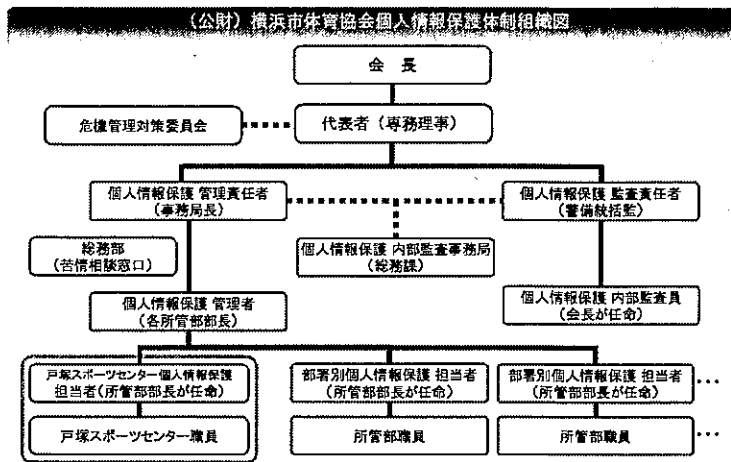 （公財）横浜市体育協会個人情報保護体制組織図
会 長
危機管理対策委員会
代表者（専務理事）
個人情報保護 管理責任者
（事務局長）
個人情報保護 監査責任者
（警備統括監）
総務部
（苦情相談窓口）
個人情報保護 内部監査事務局
（総務課）
個人情報保護 管理者
（各所管部部長）
個人情報保護 内部監査員
（会長が任命）
戸塚スポーツセンター個人情報保護
担当者（所管部部長が任命）
部署別個人情報保護 担当者
（所管部部長が任命）
部署別個人情報保護 担当者
（所管部部長が任命）
…
戸塚スポーツセンター職員
所管部職員
所管部職員
…